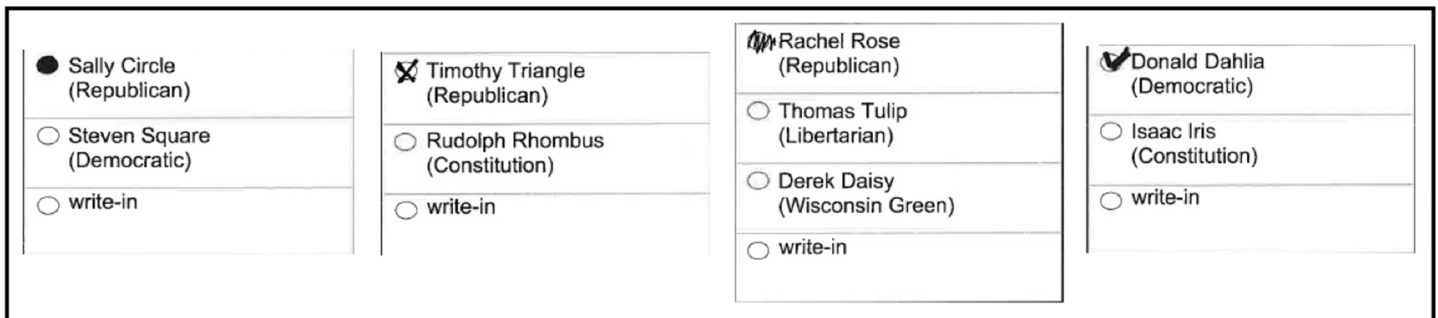 Sally Circle
(Republican)
Steven Square
(Democratic)
write-in
Timothy Triangle
(Republican)
Rudolph Rhombus
(Constitution)
write-in
Rachel Rose
(Republican)
Thomas Tulip
(Libertarian)
Derek Daisy
(Wisconsin Green)
write-in
Donald Dahlia
(Democratic)
Isaac Iris
(Constitution)
write-in